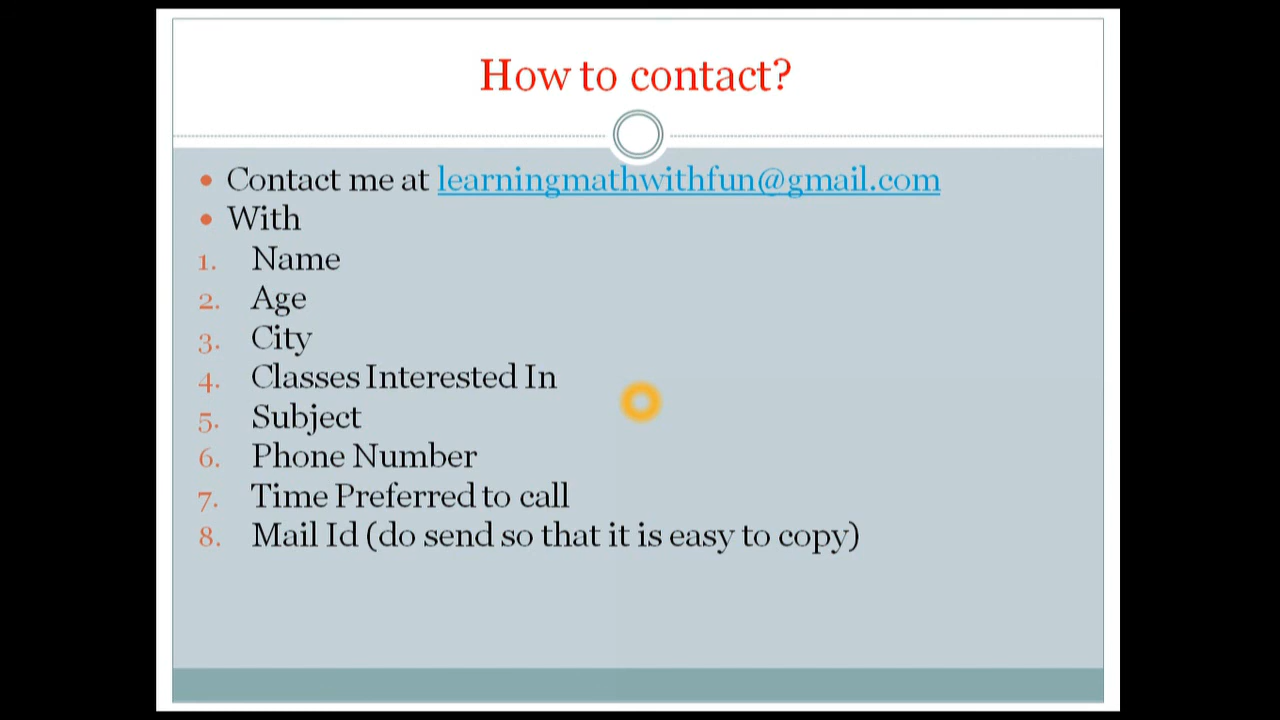 How to contact?
• Contact me at learningmathwithfun@gmail.com
• With
1. Name
2. Age
3. City
4. Classes Interested In
5. Subject
6. Phone Number
7. Time Preferred to call
8. Mail Id (do send so that it is easy to copy)